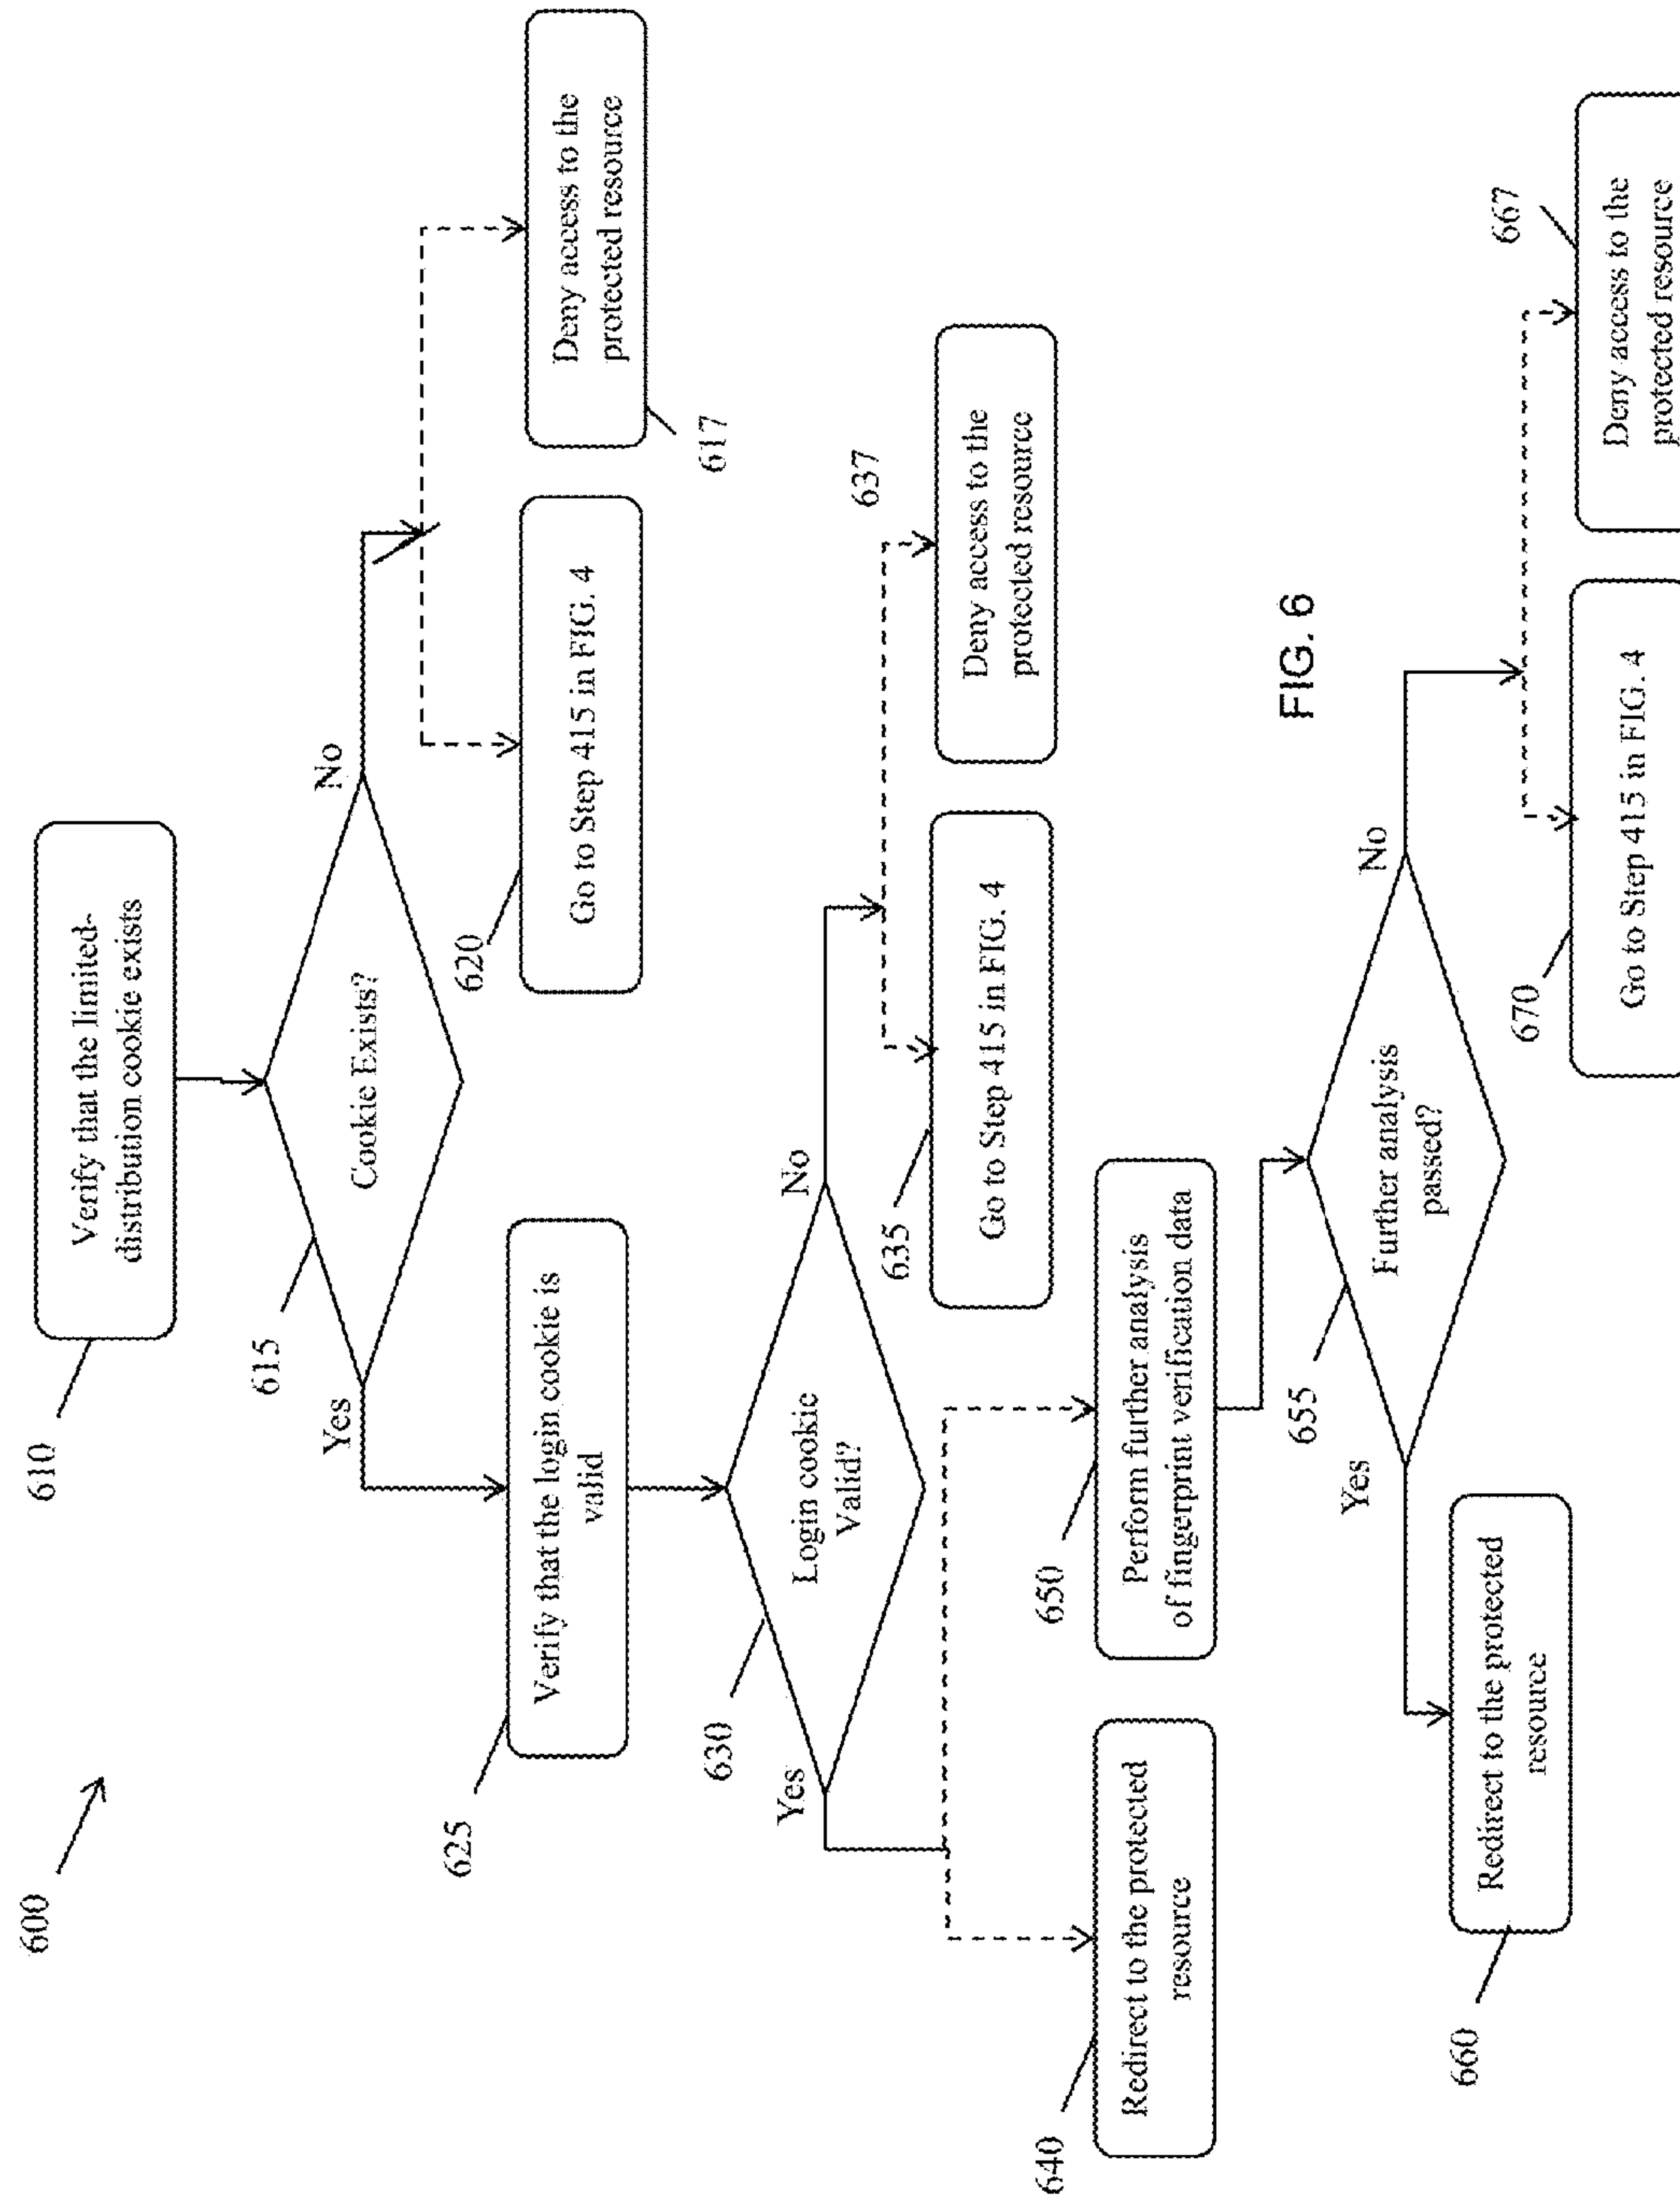 600
610
Verify that the limited-
distribution cookie exists
615
Cookie Exists?
Yes
No
625
Verify that the login cookie is
valid
620
Go to Step 415 in FIG. 4
Deny access to the
protected resource
617
630
Login cookie
Valid?
Yes
No
635
Go to Step 415 in FIG. 4
637
Deny access to the
protected resource
640
Redirect to the protected
resource
650
Perform further analysis
of fingerprint verification data
655
Further analysis
passed?
Yes
No
660
Redirect to the protected
resource
670
Go to Step 415 in FIG. 4
667
Deny access to the
protected resource
FIG. 6